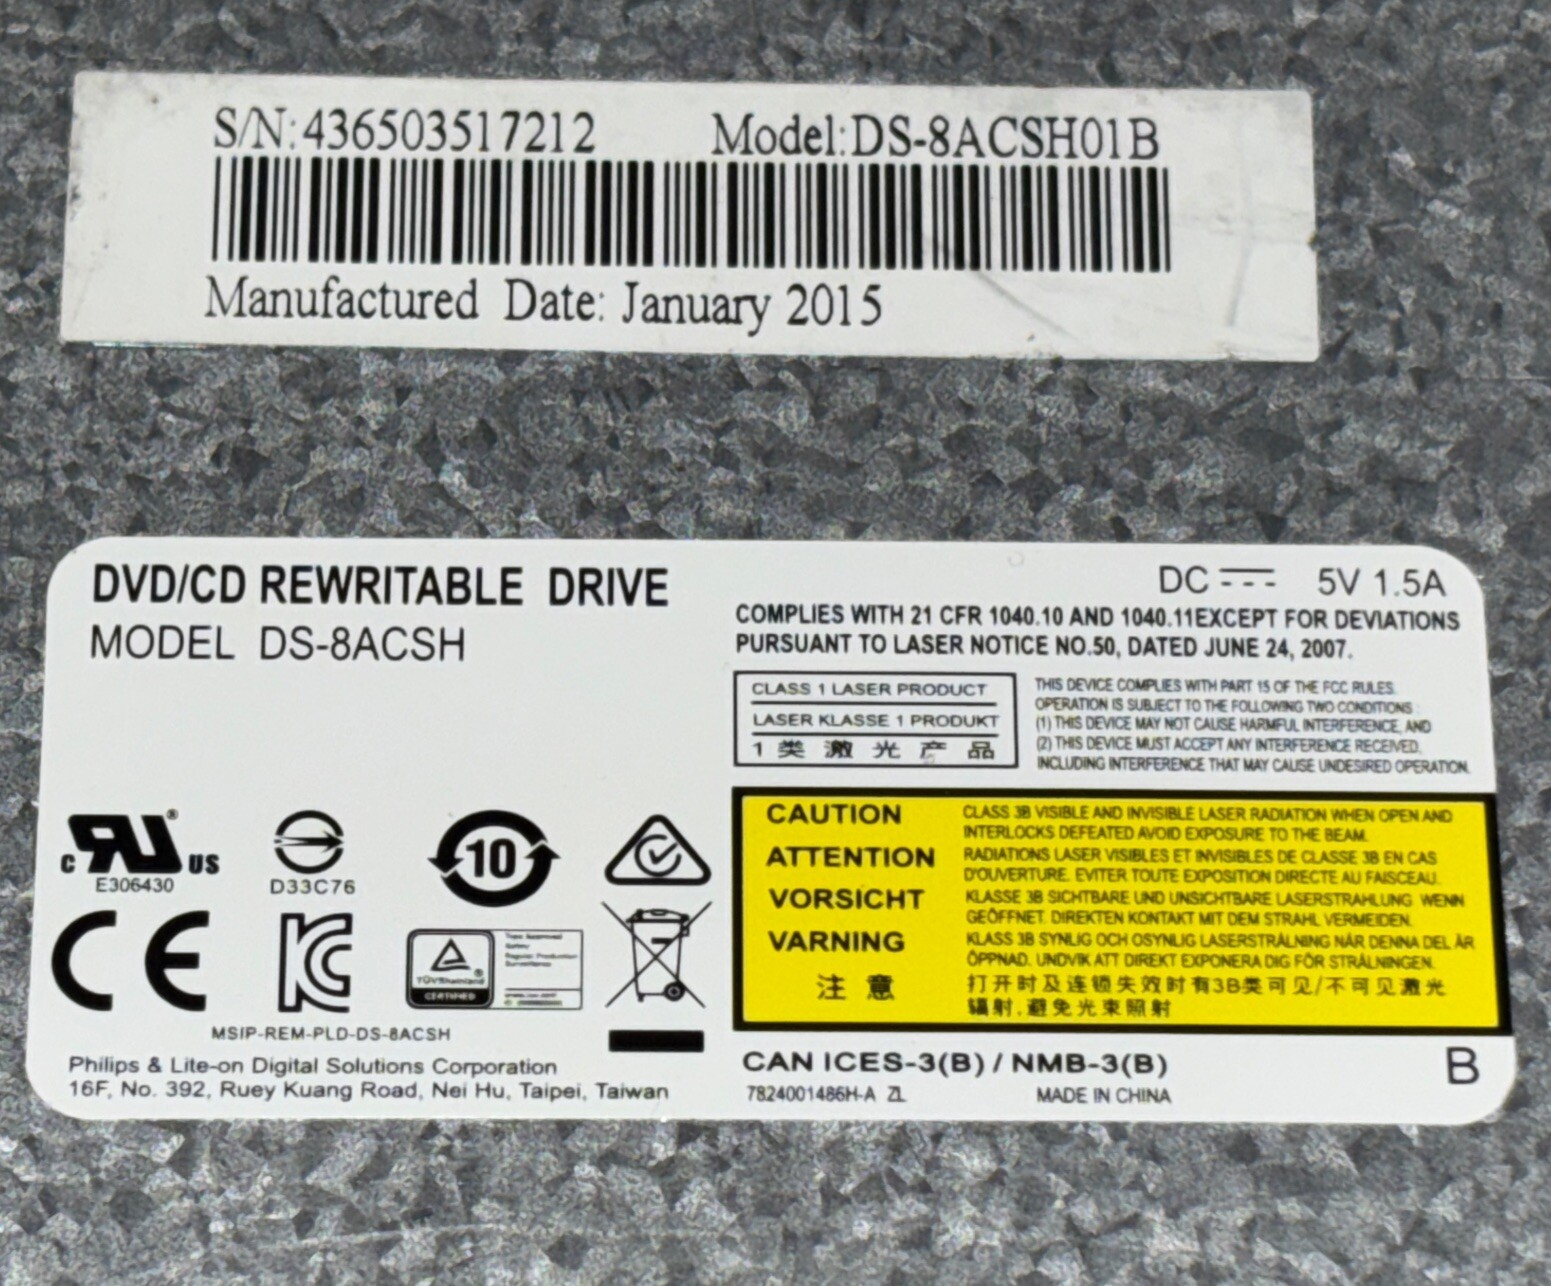 S/N:436503517212 Model:DS-8ACSH01B
Manufactured Date: January 2015
DVD/CD REWRITABLE DRIVE
MODEL DS-8ACSH
DC 5V 1.5A
COMPLIES WITH 21 CFR 1040.10 AND 1040.11EXCEPT FOR DEVIATIONS
PURSUANT TO LASER NOTICE NO.50, DATED JUNE 24, 2007.
CLASS 1 LASER PRODUCT
LASER KLASSE 1 PRODUKT
1 类 激 光 产 品
THIS DEVICE COMPLIES WITH PART 15 OF THE FCC RULES.
OPERATION IS SUBJECT TO THE FOLLOWING TWO CONDITIONS :
(1) THIS DEVICE MAY NOT CAUSE HARMFUL INTERFERENCE, AND
(2) THIS DEVICE MUST ACCEPT ANY INTERFERENCE RECEIVED,
INCLUDING INTERFERENCE THAT MAY CAUSE UNDESIRED OPERATION.
CAUTION CLASS 3B VISIBLE AND INVISIBLE LASER RADIATION WHEN OPEN AND
INTERLOCKS DEFEATED AVOID EXPOSURE TO THE BEAM.
ATTENTION RADIATIONS LASER VISIBLES ET INVISIBLES DE CLASSE 3B EN CAS
D'OUVERTURE. EVITER TOUTE EXPOSITION DIRECTE AU FAISCEAU.
VORSICHT KLASSE 3B SICHTBARE UND UNSICHTBARE LASERSTRAHLUNG WENN
GEÖFFNET. DIREKTEN KONTAKT MIT DEM STRAHL VERMEIDEN.
VARNING KLASS 3B SYNLIG OCH OSYNLIG LASERSTRÅLNING NÄR DENNA DEL ÄR
ÖPPNAD. UNDVIK ATT DIREKT EXPONERA DIG FÖR STRÅLNINGEN.
注 意 打开时及连锁失效时有3B类可见/不可见激光
辐射.避免光束照射
c RU ® US
E306430
D33C76
10
CE
KC
TÜVRheinland ®
CERTIFIED
Type Approved
Safety
Regular Production
Surveillance
MSIP-REM-PLD-DS-8ACSH
Philips & Lite-on Digital Solutions Corporation
16F, No. 392, Ruey Kuang Road, Nei Hu, Taipei, Taiwan
CAN ICES-3(B) / NMB-3(B)
B
7824001486H-A ZL MADE IN CHINA